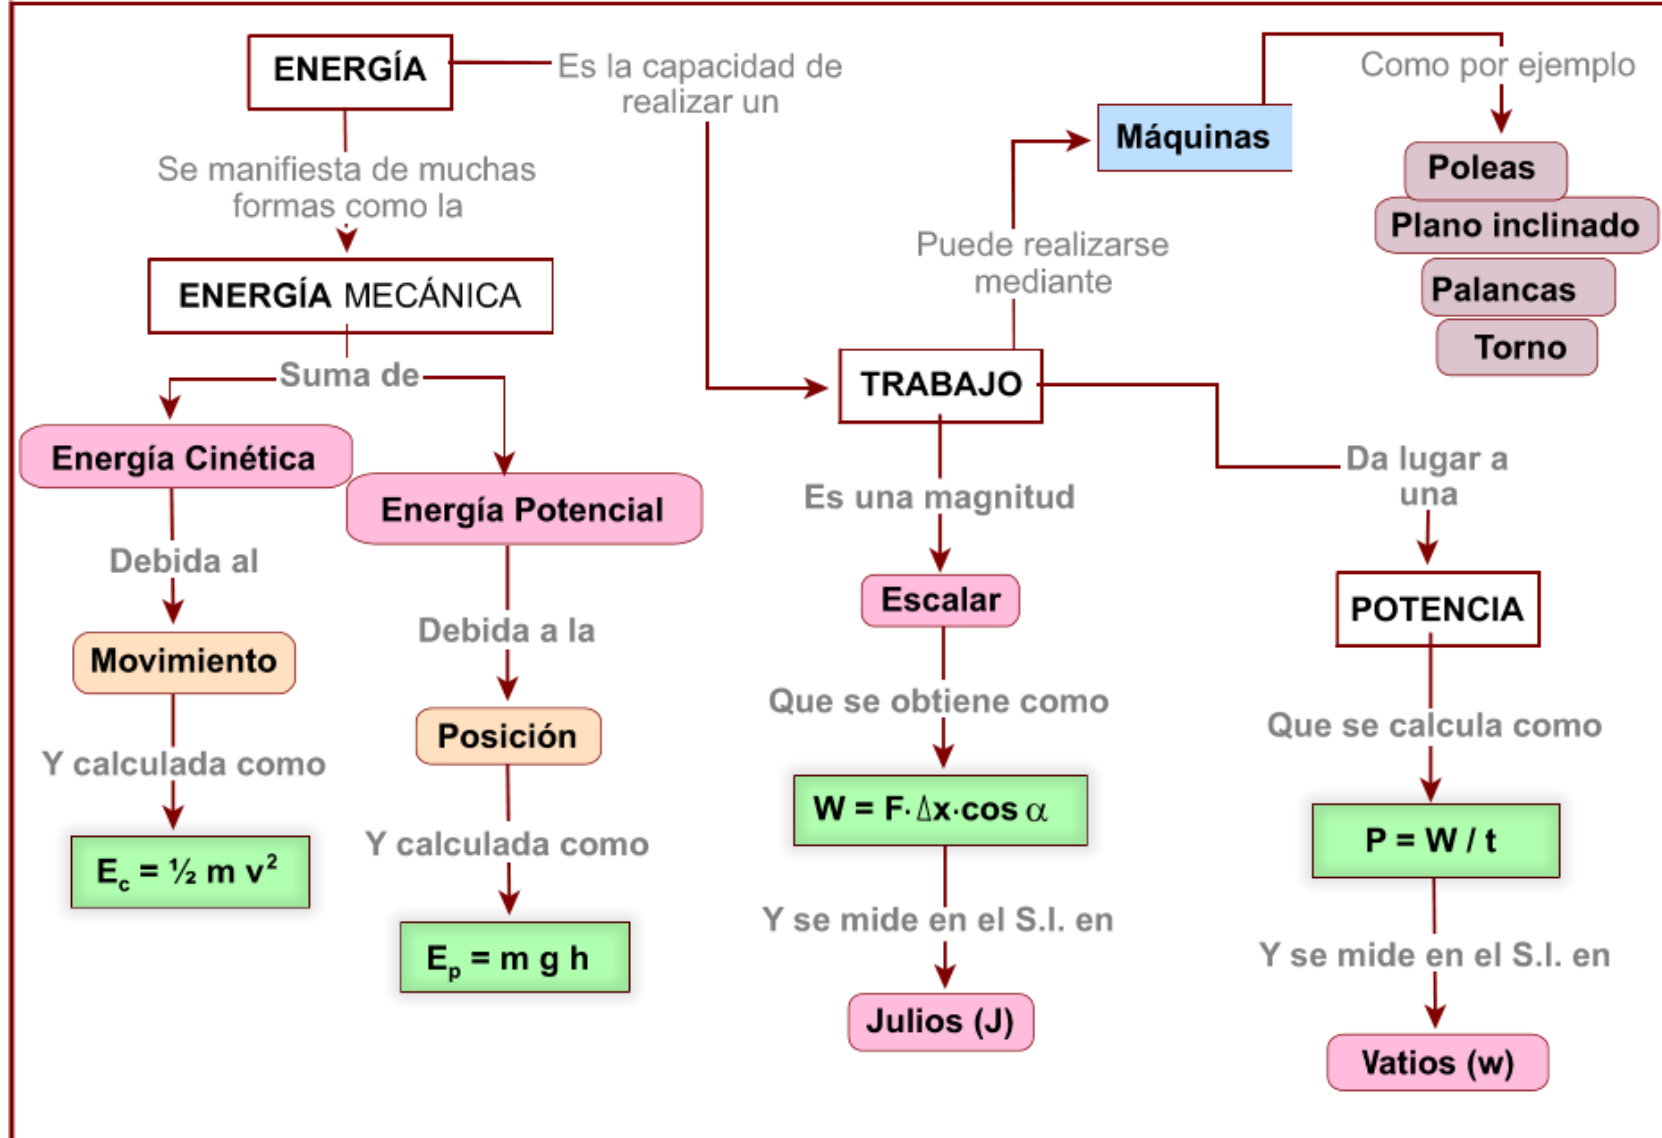 ENERGÍA
Es la capacidad de
realizar un
Se manifiesta de muchas
formas como la
ENERGÍA MECÁNICA
Suma de
Energía Cinética
Debida al
Movimiento
Y calculada como
E_c = ½ m v²
Energía Potencial
Debida a la
Posición
Y calculada como
E_p = m g h
TRABAJO
Puede realizarse
mediante
Máquinas
Como por ejemplo
Poleas
Plano inclinado
Palancas
Torno
Es una magnitud
Escalar
Que se obtiene como
W = F·Δx·cos α
Y se mide en el S.I. en
Julios (J)
Da lugar a
una
POTENCIA
Que se calcula como
P = W / t
Y se mide en el S.I. en
Vatios (w)